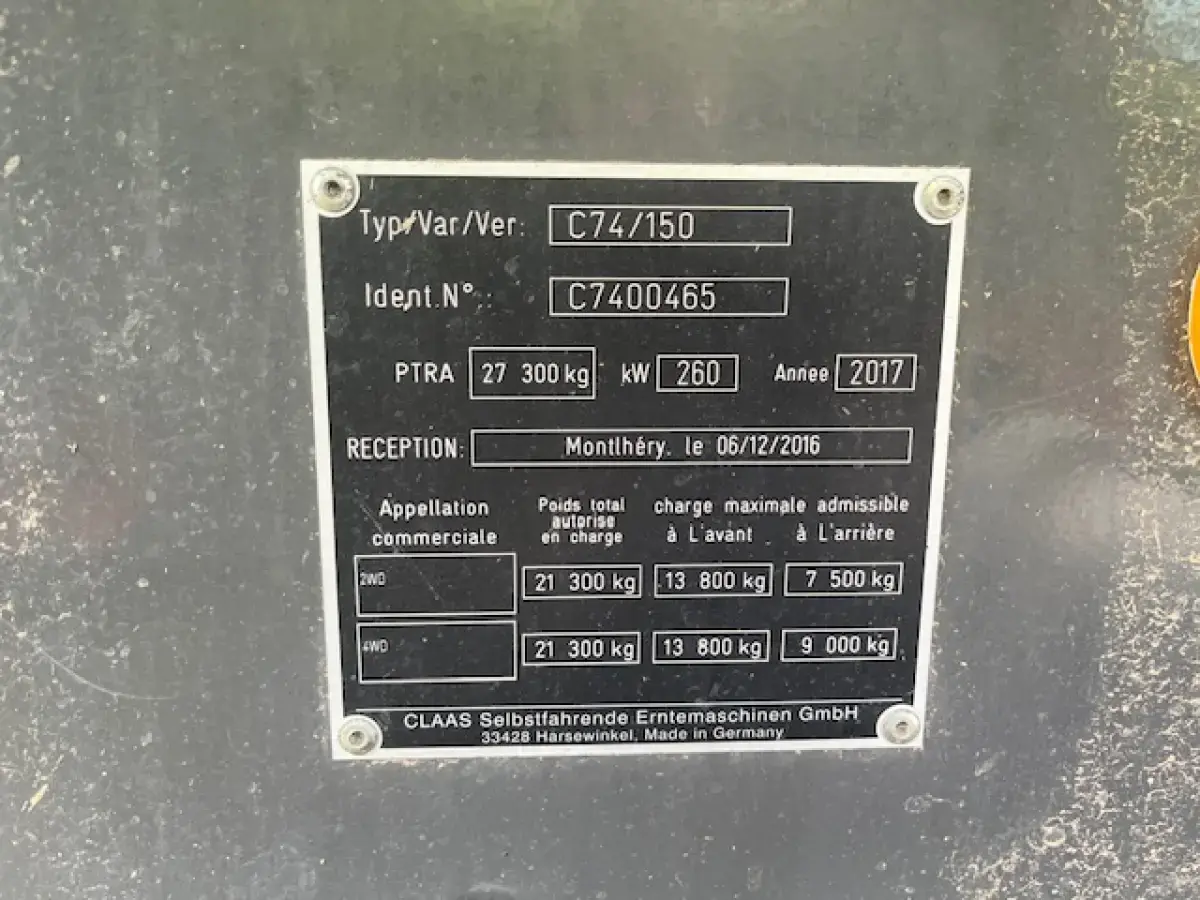 Typ/Var/Ver: C74/150
Ident.N°.: C7400465
PTRA 27 300 kg kW 260 Annee 2017
RECEPTION: Montlhéry. le 06/12/2016
Appellation commerciale Poids total autorise en charge charge maximale admissible à L'avant à L'arrière
2WD 21 300 kg 13 800 kg 7 500 kg
4WD 21 300 kg 13 800 kg 9 000 kg
CLAAS Selbstfahrende Erntemaschinen GmbH
33428 Harsewinkel, Made in Germany